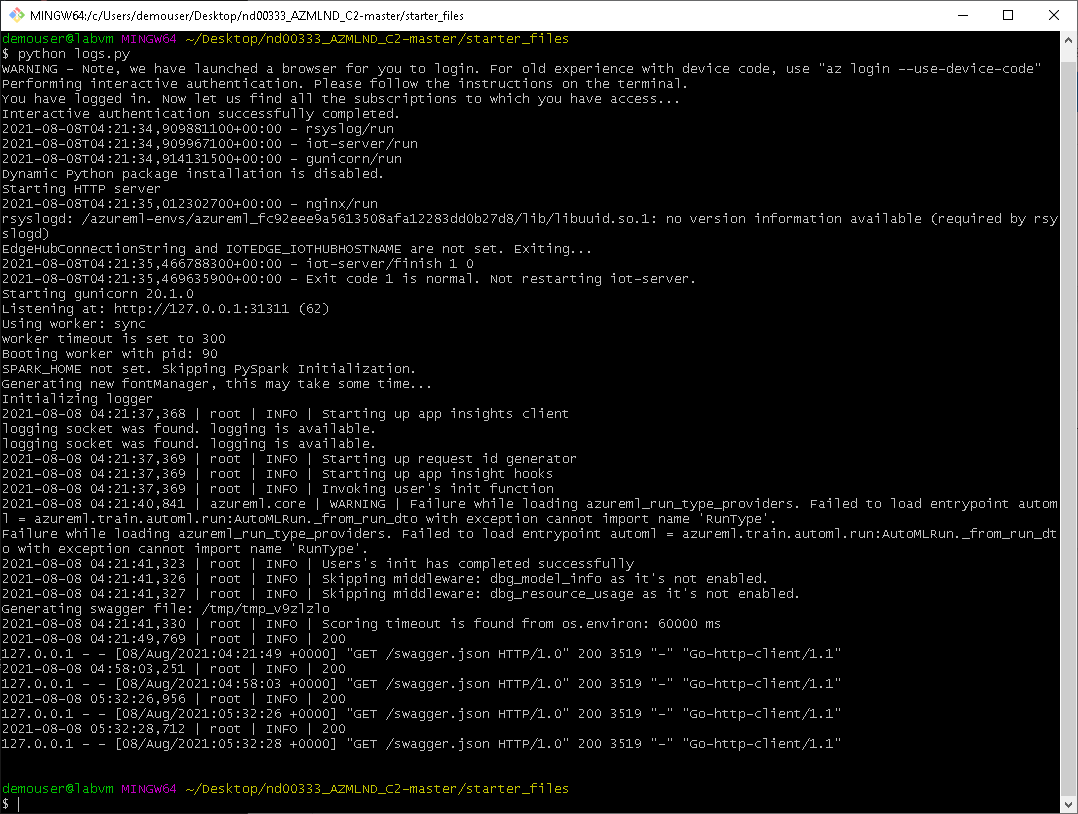 MINGW64:/c/Users/demouser/Desktop/nd00333_AZMLND_C2-master/starter_files
demouser@labvm MINGW64 ~/Desktop/nd00333_AZMLND_C2-master/starter_files
$ python logs.py
WARNING - Note, we have launched a browser for you to login. For old experience with device code, use "az login --use-device-code"
Performing interactive authentication. Please follow the instructions on the terminal.
You have logged in. Now let us find all the subscriptions to which you have access...
Interactive authentication successfully completed.
2021-08-08T04:21:34,909881100+00:00 - rsyslog/run
2021-08-08T04:21:34,909967100+00:00 - iot-server/run
2021-08-08T04:21:34,914131500+00:00 - gunicorn/run
Dynamic Python package installation is disabled.
Starting HTTP server
2021-08-08T04:21:35,012302700+00:00 - nginx/run
rsyslogd: /azureml-envs/azureml_fc92eee9a5613508afa12283dd0b27d8/lib/libuuid.so.1: no version information available (required by rsy
slogd)
EdgeHubConnectionString and IOTEDGE_IOTHUBHOSTNAME are not set. Exiting...
2021-08-08T04:21:35,466788300+00:00 - iot-server/finish 1 0
2021-08-08T04:21:35,469635900+00:00 - Exit code 1 is normal. Not restarting iot-server.
Starting gunicorn 20.1.0
Listening at: http://127.0.0.1:31311 (62)
Using worker: sync
worker timeout is set to 300
Booting worker with pid: 90
SPARK_HOME not set. Skipping PySpark Initialization.
Generating new fontManager, this may take some time...
Initializing logger
2021-08-08 04:21:37,368 | root | INFO | Starting up app insights client
logging socket was found. logging is available.
logging socket was found. logging is available.
2021-08-08 04:21:37,369 | root | INFO | Starting up request id generator
2021-08-08 04:21:37,369 | root | INFO | Starting up app insight hooks
2021-08-08 04:21:37,369 | root | INFO | Invoking user's init function
2021-08-08 04:21:40,841 | azureml.core | WARNING | Failure while loading azureml_run_type_providers. Failed to load entrypoint autom
l = azureml.train.automl.run:AutoMLRun._from_run_dto with exception cannot import name 'RunType'.
Failure while loading azureml_run_type_providers. Failed to load entrypoint automl = azureml.train.automl.run:AutoMLRun._from_run_dt
o with exception cannot import name 'RunType'.
2021-08-08 04:21:41,323 | root | INFO | Users's init has completed successfully
2021-08-08 04:21:41,326 | root | INFO | Skipping middleware: dbg_model_info as it's not enabled.
2021-08-08 04:21:41,327 | root | INFO | Skipping middleware: dbg_resource_usage as it's not enabled.
Generating swagger file: /tmp/tmp_v9zlzlo
2021-08-08 04:21:41,330 | root | INFO | Scoring timeout is found from os.environ: 60000 ms
2021-08-08 04:21:49,769 | root | INFO | 200
127.0.0.1 - - [08/Aug/2021:04:21:49 +0000] "GET /swagger.json HTTP/1.0" 200 3519 "-" "Go-http-client/1.1"
2021-08-08 04:58:03,251 | root | INFO | 200
127.0.0.1 - - [08/Aug/2021:04:58:03 +0000] "GET /swagger.json HTTP/1.0" 200 3519 "-" "Go-http-client/1.1"
2021-08-08 05:32:26,956 | root | INFO | 200
127.0.0.1 - - [08/Aug/2021:05:32:26 +0000] "GET /swagger.json HTTP/1.0" 200 3519 "-" "Go-http-client/1.1"
2021-08-08 05:32:28,712 | root | INFO | 200
127.0.0.1 - - [08/Aug/2021:05:32:28 +0000] "GET /swagger.json HTTP/1.0" 200 3519 "-" "Go-http-client/1.1"
demouser@labvm MINGW64 ~/Desktop/nd00333_AZMLND_C2-master/starter_files
$